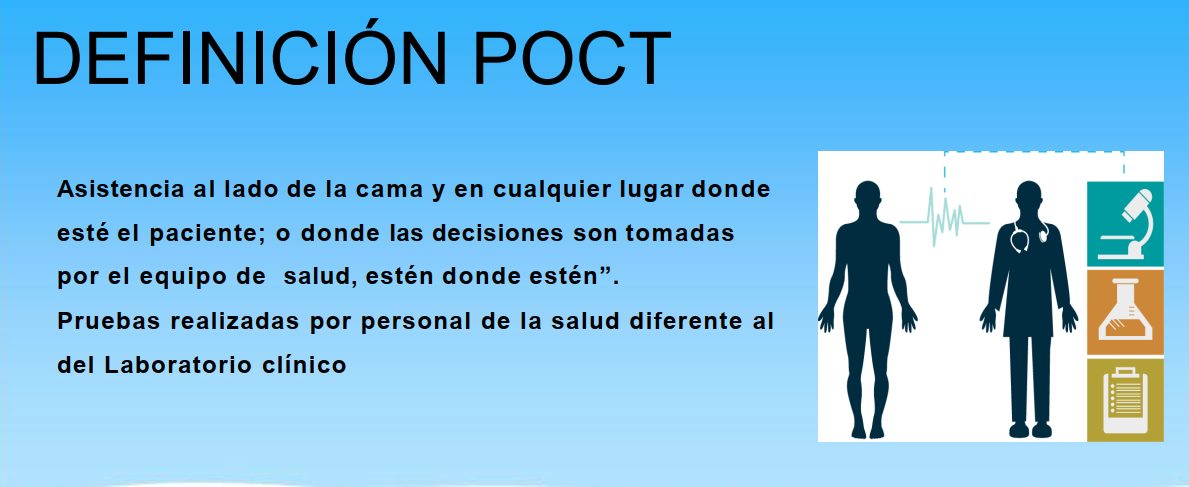 DEFINICIÓN POCT
Asistencia al lado de la cama y en cualquier lugar donde
esté el paciente; o donde las decisiones son tomadas
por el equipo de salud, estén donde estén”.
Pruebas realizadas por personal de la salud diferente al
del Laboratorio clínico